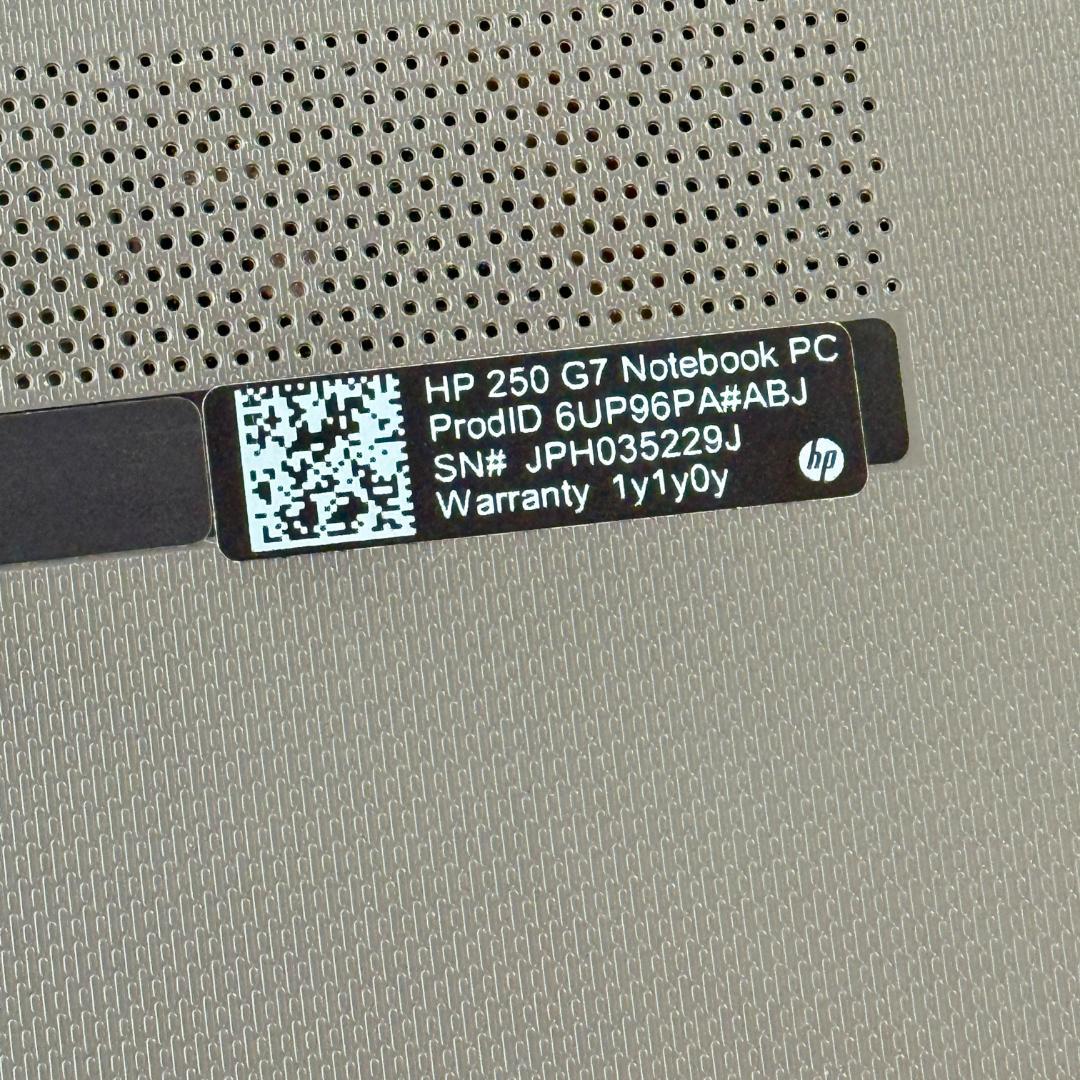 HP 250 G7 Notebook PC
ProdID 6UP96PA#ABJ
SN# JPH035229J
Warranty 1y1y0y
hp